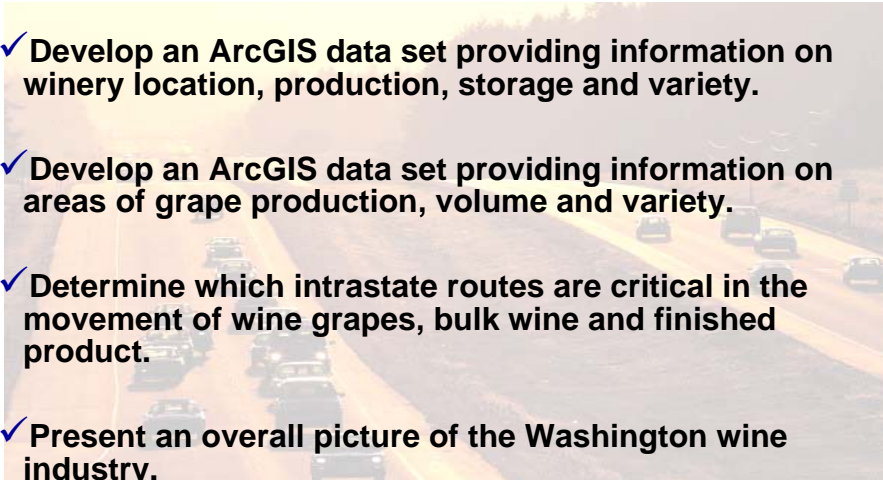 ✓Develop an ArcGIS data set providing information on
winery location, production, storage and variety.
✓Develop an ArcGIS data set providing information on
areas of grape production, volume and variety.
✓Determine which intrastate routes are critical in the
movement of wine grapes, bulk wine and finished
product.
✓Present an overall picture of the Washington wine
industry.